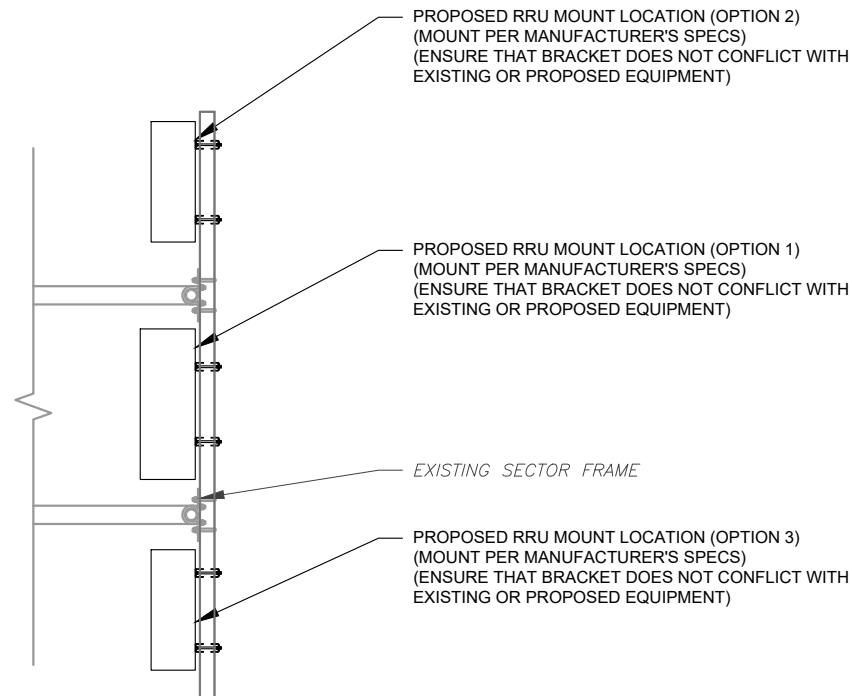 PROPOSED RRU MOUNT LOCATION (OPTION 2)
(MOUNT PER MANUFACTURER'S SPECS)
(ENSURE THAT BRACKET DOES NOT CONFLICT WITH
EXISTING OR PROPOSED EQUIPMENT)
PROPOSED RRU MOUNT LOCATION (OPTION 1)
(MOUNT PER MANUFACTURER'S SPECS)
(ENSURE THAT BRACKET DOES NOT CONFLICT WITH
EXISTING OR PROPOSED EQUIPMENT)
EXISTING SECTOR FRAME
PROPOSED RRU MOUNT LOCATION (OPTION 3)
(MOUNT PER MANUFACTURER'S SPECS)
(ENSURE THAT BRACKET DOES NOT CONFLICT WITH
EXISTING OR PROPOSED EQUIPMENT)